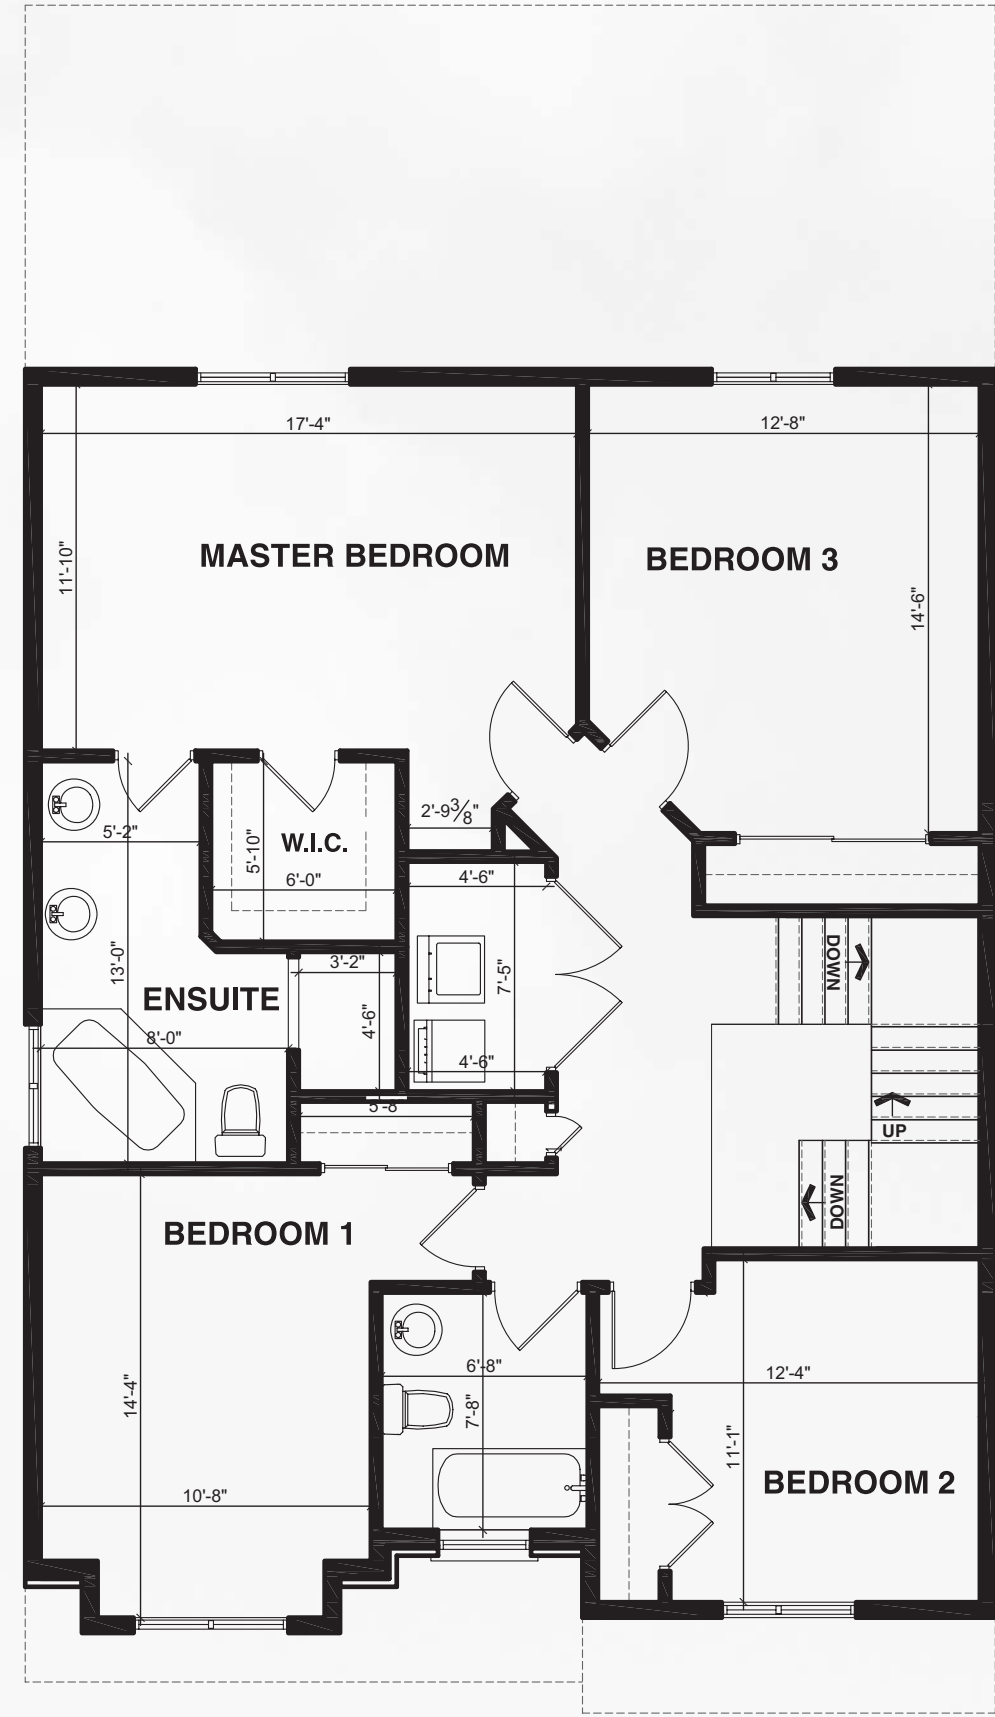 17'-4"
12'-8"
11'-10"
MASTER BEDROOM
BEDROOM 3
14'-6"
5'-2"
5'-10"
W.I.C.
6'-0"
2'-9 3/8"
4'-6"
13'-0"
ENSUITE
3'-2"
4'-6"
7'-5"
DOWN
8'-0"
4'-6"
5'-8
UP
BEDROOM 1
DOWN
14'-4"
6'-8"
7'-8"
12'-4"
11'-1"
BEDROOM 2
10'-8"